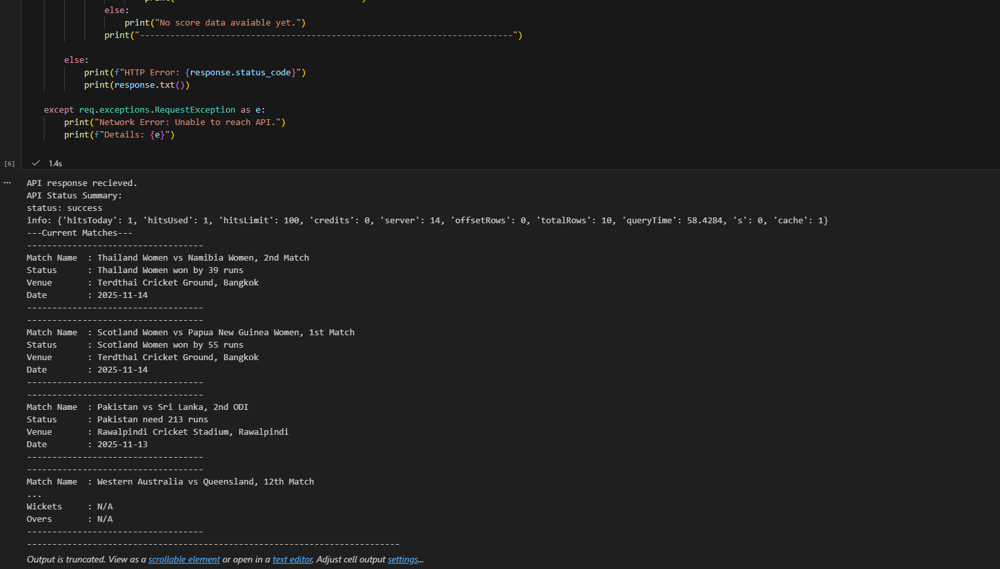 else:
print("No score data avaiable yet.")
print("--------------------------------------------------------------------------")
else:
print(f"HTTP Error: {response.status_code}")
print(response.txt())
except req.exceptions.RequestException as e:
print("Network Error: Unable to reach API.")
print(f"Details: {e}")
[6] 1.4s
... API response recieved.
API Status Summary:
status: success
info: {'hitsToday': 1, 'hitsUsed': 1, 'hitsLimit': 100, 'credits': 0, 'server': 14, 'offsetRows': 0, 'totalRows': 10, 'queryTime': 58.4284, 's': 0, 'cache': 1}
---Current Matches---
-----------------------------------
Match Name  : Thailand Women vs Namibia Women, 2nd Match
Status      : Thailand Women won by 39 runs
Venue       : Terdthai Cricket Ground, Bangkok
Date        : 2025-11-14
-----------------------------------
-----------------------------------
Match Name  : Scotland Women vs Papua New Guinea Women, 1st Match
Status      : Scotland Women won by 55 runs
Venue       : Terdthai Cricket Ground, Bangkok
Date        : 2025-11-14
-----------------------------------
-----------------------------------
Match Name  : Pakistan vs Sri Lanka, 2nd ODI
Status      : Pakistan need 213 runs
Venue       : Rawalpindi Cricket Stadium, Rawalpindi
Date        : 2025-11-13
-----------------------------------
-----------------------------------
Match Name  : Western Australia vs Queensland, 12th Match
...
Wickets     : N/A
Overs       : N/A
-----------------------------------
--------------------------------------------------------------------------
Output is truncated. View as a scrollable element or open in a text editor. Adjust cell output settings...